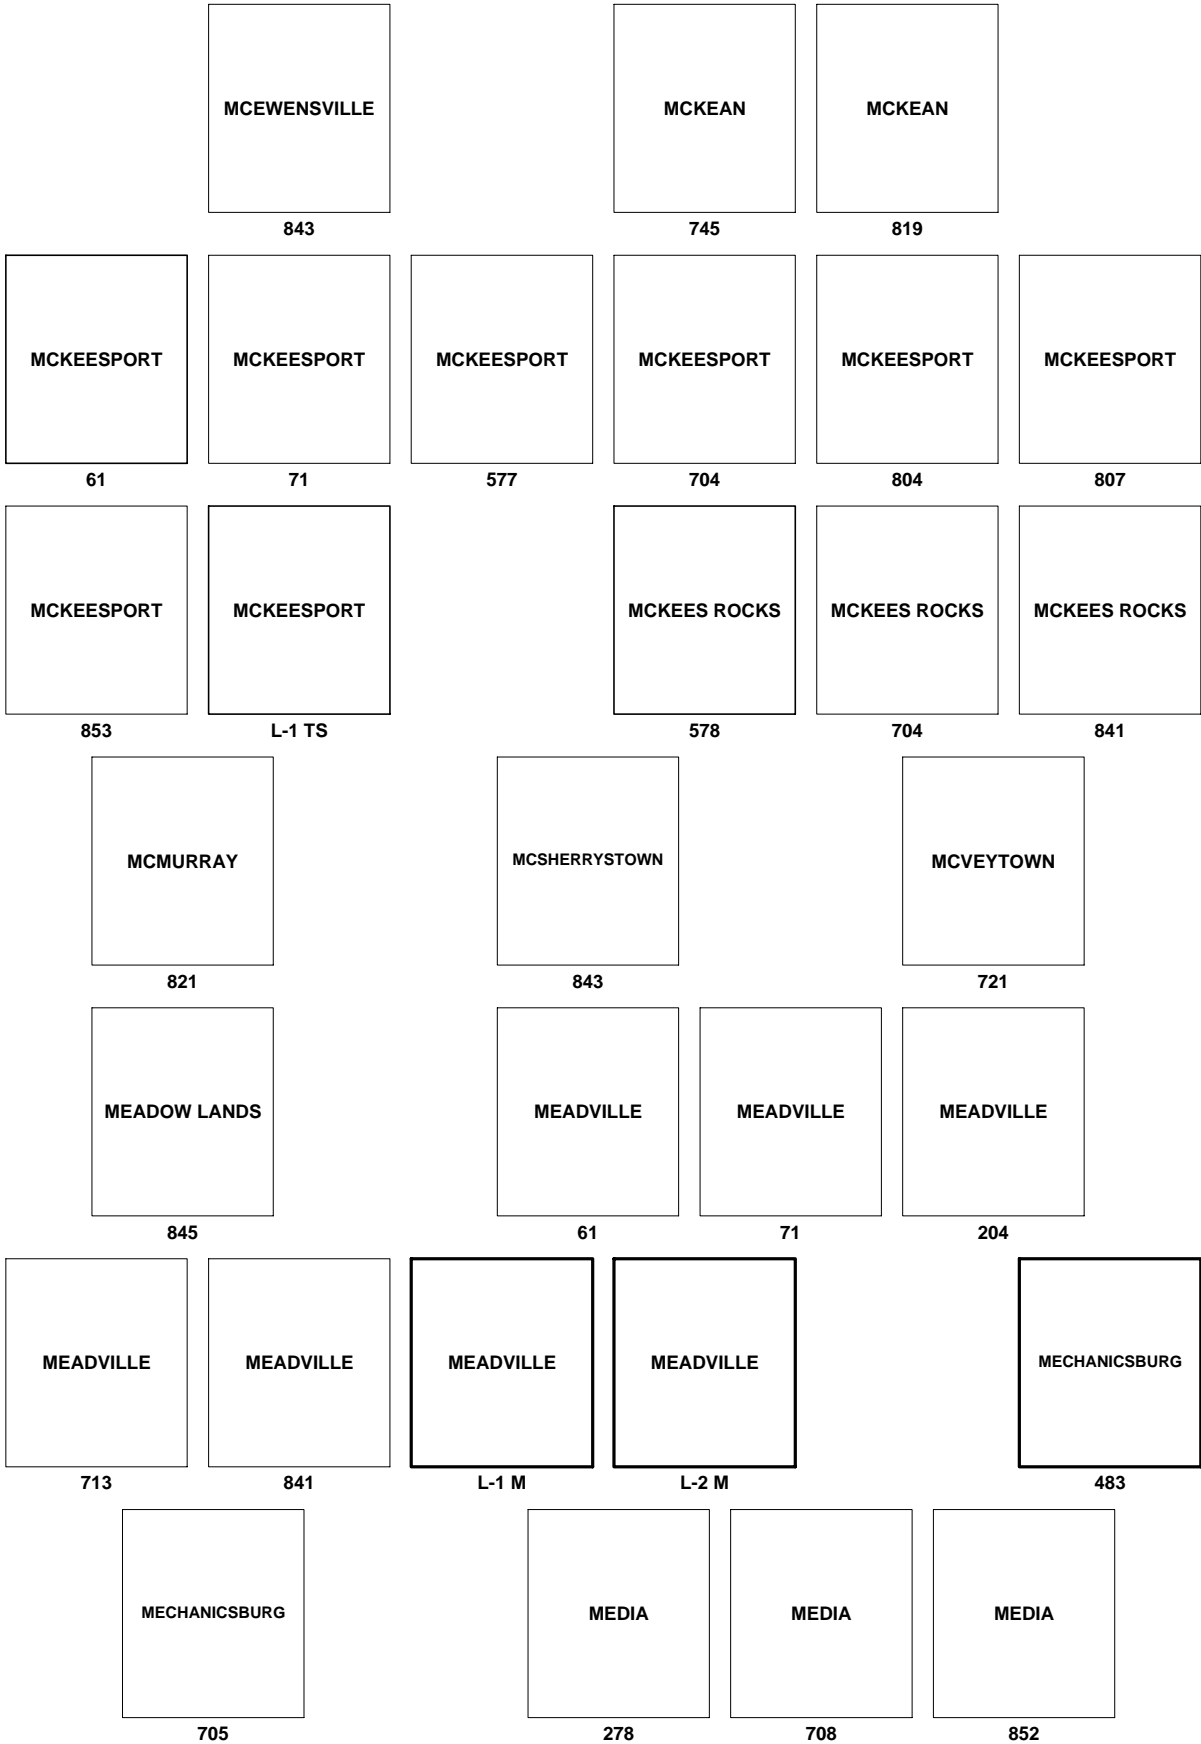 MCEWENSVILLE MCKEAN MCKEAN
843 745 819
MCKEESPORT MCKEESPORT MCKEESPORT MCKEESPORT MCKEESPORT MCKEESPORT
61 71 577 704 804 807
MCKEESPORT MCKEESPORT MCKEES ROCKS MCKEES ROCKS MCKEES ROCKS
853 L-1 TS 578 704 841
MCMURRAY MCSHERRYSTOWN MCVEYTOWN
821 843 721
MEADOW LANDS MEADVILLE MEADVILLE MEADVILLE
845 61 71 204
MEADVILLE MEADVILLE MEADVILLE MEADVILLE MECHANICSBURG
713 841 L-1 M L-2 M 483
MECHANICSBURG MEDIA MEDIA MEDIA
705 278 708 852